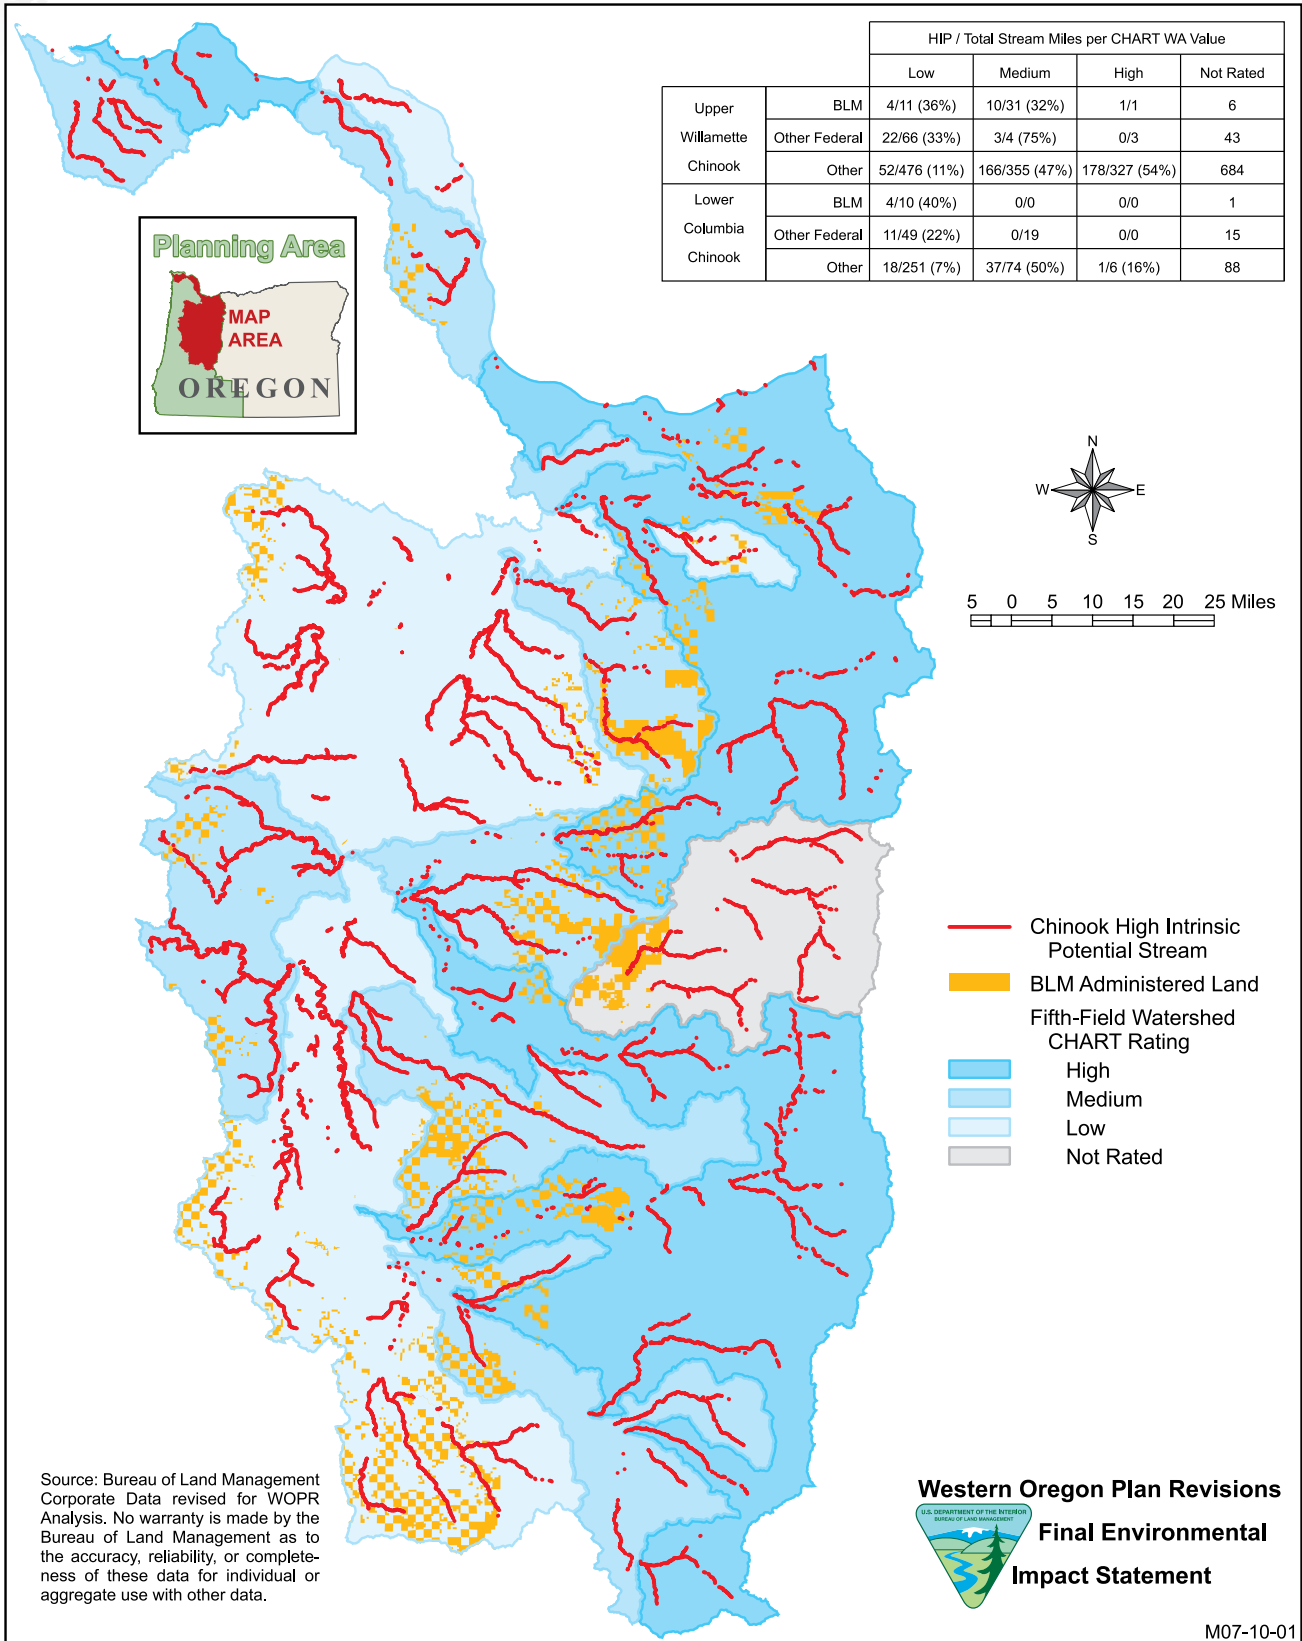 HIP / Total Stream Miles per CHART WA Value
Low Medium High Not Rated
Upper Willamette Chinook BLM 4/11 (36%) 10/31 (32%) 1/1 6
Other Federal 22/66 (33%) 3/4 (75%) 0/3 43
Other 52/476 (11%) 166/355 (47%) 178/327 (54%) 684
Lower Columbia Chinook BLM 4/10 (40%) 0/0 0/0 1
Other Federal 11/49 (22%) 0/19 0/0 15
Other 18/251 (7%) 37/74 (50%) 1/6 (16%) 88
Planning Area
MAP
AREA
OREGON
N
W E
S
5 0 5 10 15 20 25 Miles
Chinook High Intrinsic
Potential Stream
BLM Administered Land
Fifth-Field Watershed
CHART Rating
High
Medium
Low
Not Rated
Source: Bureau of Land Management
Corporate Data revised for WOPR
Analysis. No warranty is made by the
Bureau of Land Management as to
the accuracy, reliability, or complete-
ness of these data for individual or
aggregate use with other data.
Western Oregon Plan Revisions
U.S. DEPARTMENT OF THE INTERIOR
BUREAU OF LAND MANAGEMENT
Final Environmental
Impact Statement
M07-10-01